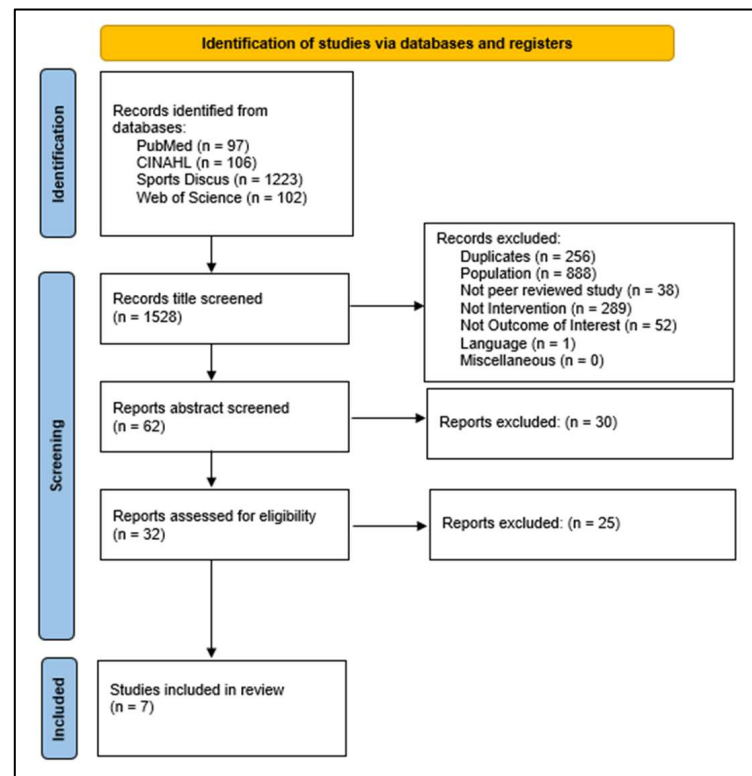 Identification of studies via databases and registers
Identification
Records identified from
databases:
PubMed (n = 97)
CINAHL (n = 106)
Sports Discus (n = 1223)
Web of Science (n = 102)
Records excluded:
Duplicates (n = 256)
Population (n = 888)
Not peer reviewed study (n = 38)
Not Intervention (n = 289)
Not Outcome of Interest (n = 52)
Language (n = 1)
Miscellaneous (n = 0)
Screening
Records title screened
(n = 1528)
Reports abstract screened
(n = 62)
Reports excluded: (n = 30)
Reports assessed for eligibility
(n = 32)
Reports excluded: (n = 25)
Included
Studies included in review
(n = 7)